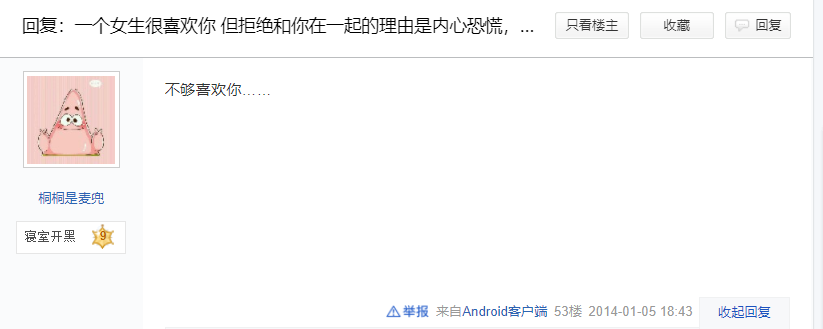 回复：一个女生很喜欢你 但拒绝和你在一起的理由是内心恐慌，...
只看楼主
收藏
回复
不够喜欢你……
桐桐是麦兜
寝室开黑 9
举报 来自Android客户端 53楼 2014-01-05 18:43 收起回复